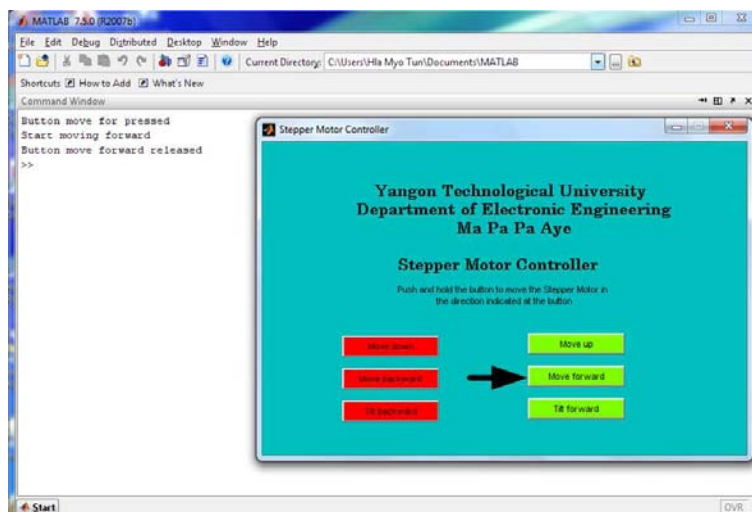 MATLAB 7.5.0 (R2007b)
File Edit Debug Distributed Desktop Window Help
Current Directory: C:\Users\Hla Myo Tun\Documents\MATLAB
Shortcuts How to Add What's New
Command Window
Button move for pressed
Start moving forward
Button move forward released
>>
Stepper Motor Controller
Yangon Technological University
Department of Electronic Engineering
Ma Pa Pa Aye
Stepper Motor Controller
Push and hold the button to move the Stepper Motor in
the direction indicated at the button
Move down
Move up
Move backward
Move forward
Tilt backward
Tilt forward
Start
OVR